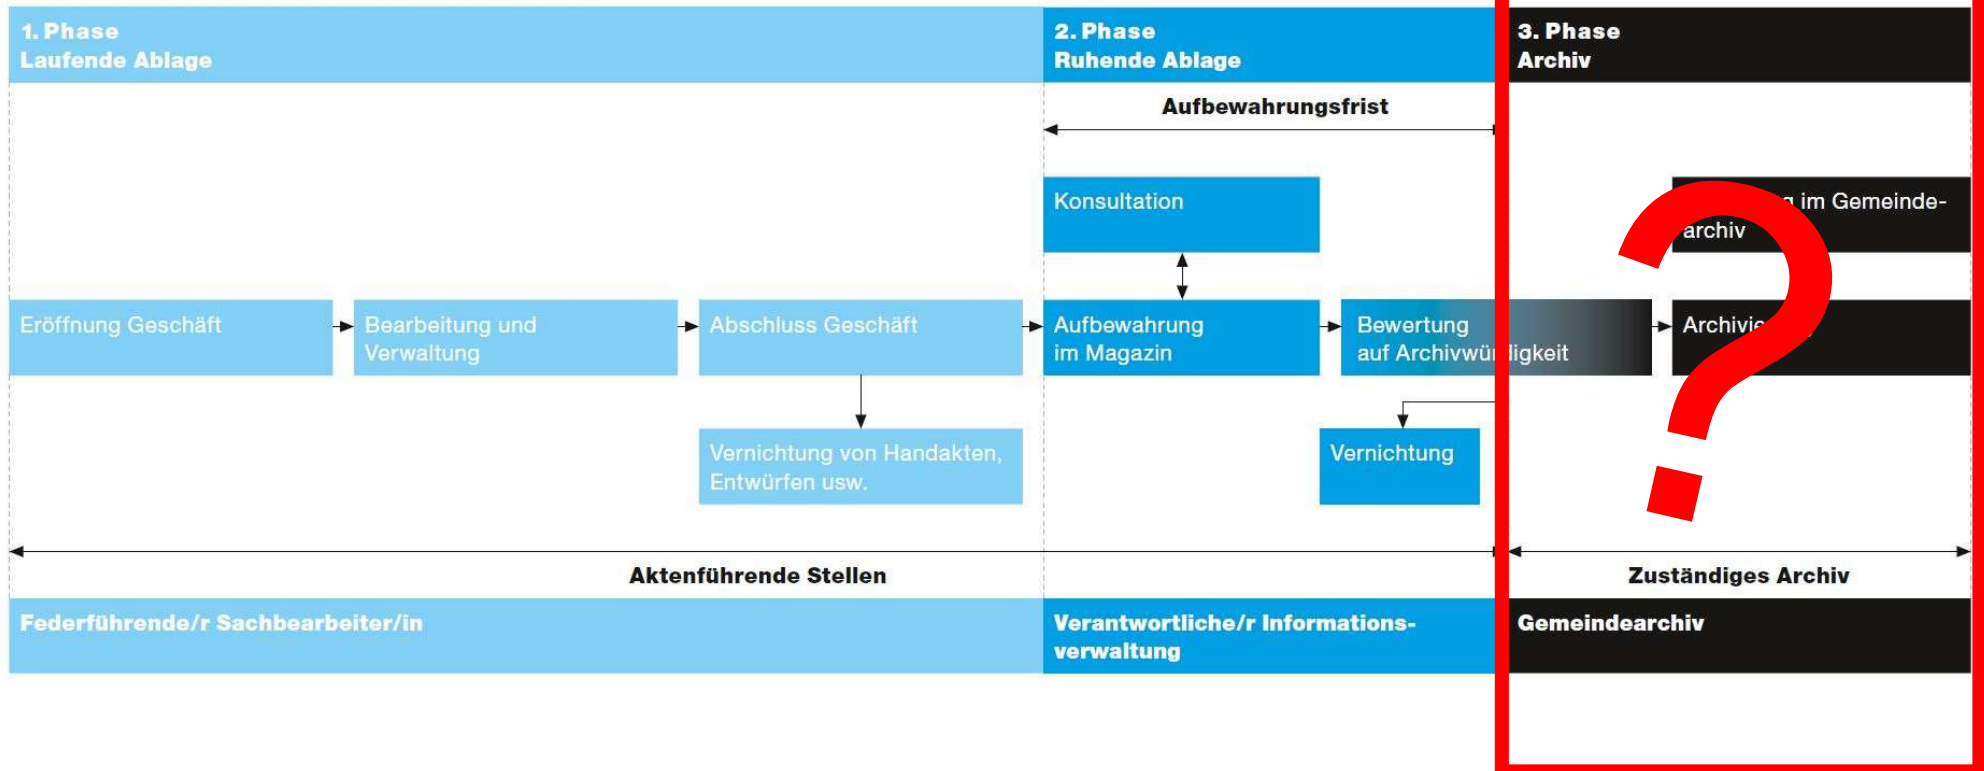 1. Phase
Laufende Ablage
2. Phase
Ruhende Ablage
3. Phase
Archiv
Aufbewahrungsfrist
Konsultation
im Gemeinde-
archiv
Eröffnung Geschäft
Bearbeitung und
Verwaltung
Abschluss Geschäft
Aufbewahrung
im Magazin
Bewertung
auf Archivwürdigkeit
Vernichtung von Handakten,
Entwürfen usw.
Vernichtung
?
Aktenführende Stellen
Zuständiges Archiv
Federführende/r Sachbearbeiter/in
Verantwortliche/r Informations-
verwaltung
Gemeindearchiv